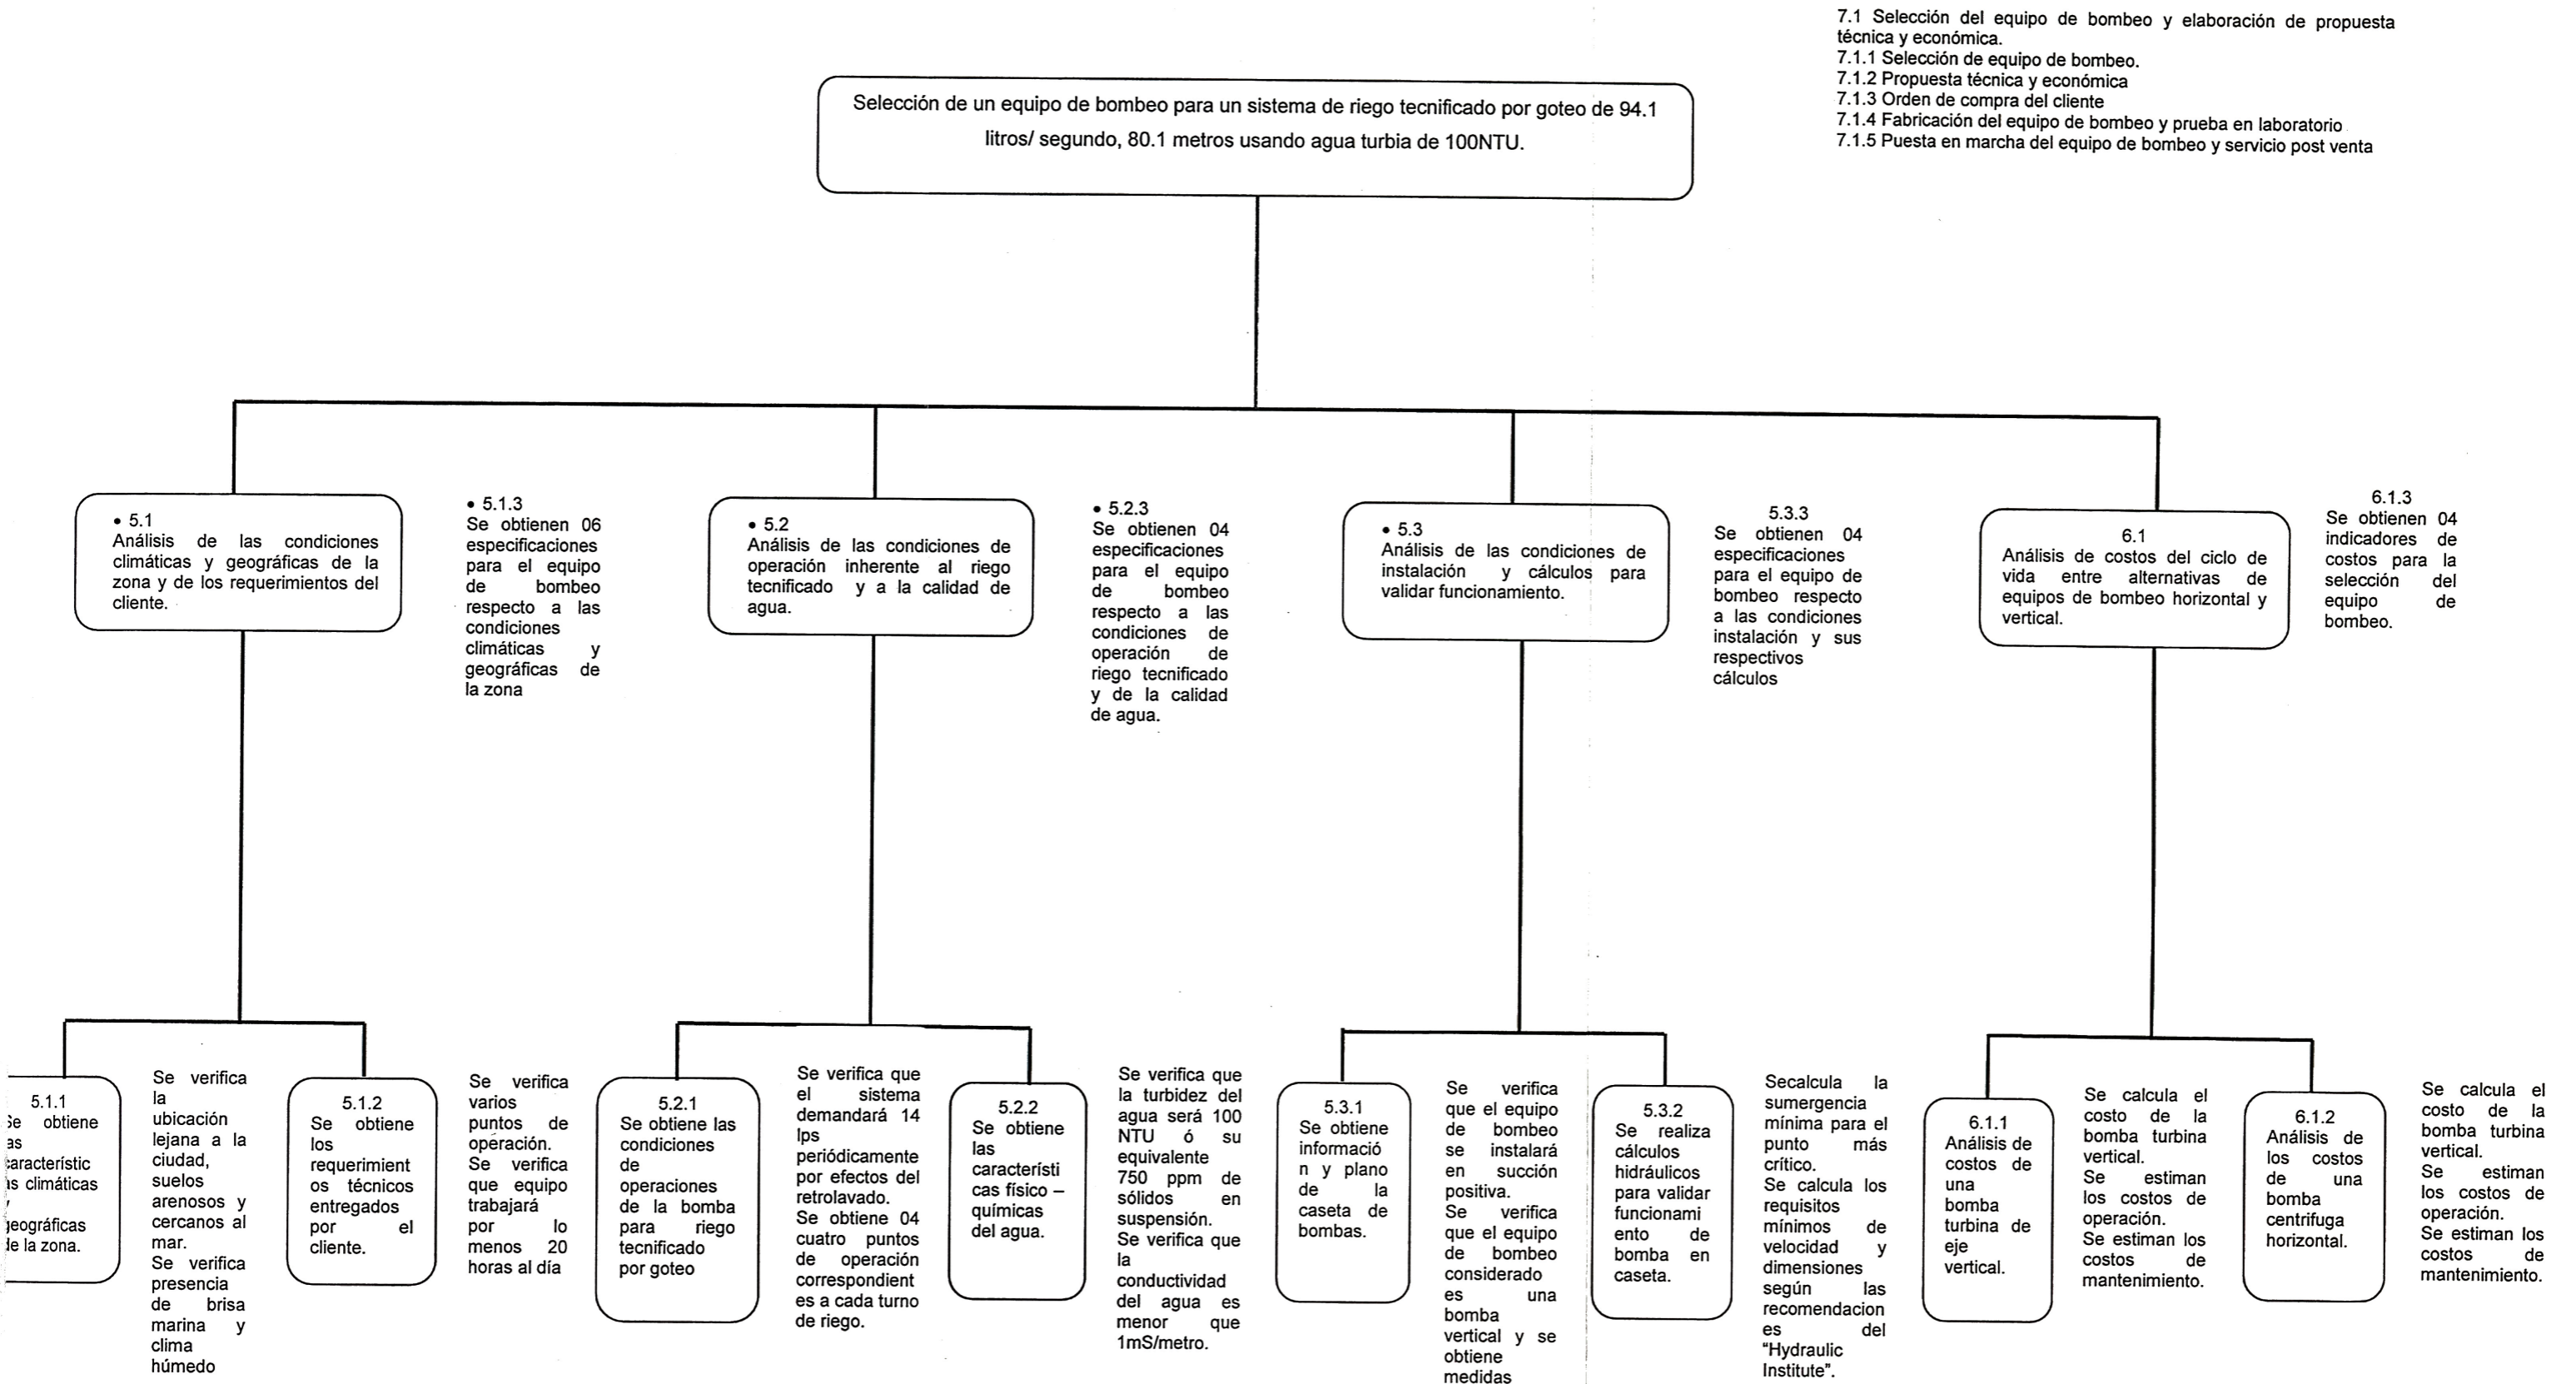 7.1 Selección del equipo de bombeo y elaboración de propuesta
técnica y económica.
7.1.1 Selección de equipo de bombeo.
7.1.2 Propuesta técnica y económica
7.1.3 Orden de compra del cliente
7.1.4 Fabricación del equipo de bombeo y prueba en laboratorio
7.1.5 Puesta en marcha del equipo de bombeo y servicio post venta
Selección de un equipo de bombeo para un sistema de riego tecnificado por goteo de 94.1
litros/ segundo, 80.1 metros usando agua turbia de 100NTU.
• 5.1
Análisis de las condiciones
climáticas y geográficas de la
zona y de los requerimientos del
cliente.
• 5.1.3
Se obtienen 06
especificaciones
para el equipo
de bombeo
respecto a las
condiciones
climáticas y
geográficas de
la zona
• 5.2
Análisis de las condiciones de
operación inherente al riego
tecnificado y a la calidad de
agua.
• 5.2.3
Se obtienen 04
especificaciones
para el equipo
de bombeo
respecto a las
condiciones de
operación de
riego tecnificado
y de la calidad
de agua.
• 5.3
Análisis de las condiciones de
instalación y cálculos para
validar funcionamiento.
5.3.3
Se obtienen 04
especificaciones
para el equipo de
bombeo respecto
a las condiciones
instalación y sus
respectivos
cálculos
6.1
Análisis de costos del ciclo de
vida entre alternativas de
equipos de bombeo horizontal y
vertical.
6.1.3
Se obtienen 04
indicadores de
costos para la
selección del
equipo de
bombeo.
5.1.1
Se obtiene
as
característic
as climáticas
y
geográficas
de la zona.
Se verifica
la
ubicación
lejana a la
ciudad,
suelos
arenosos y
cercanos al
mar.
Se verifica
presencia
de brisa
marina y
clima
húmedo
5.1.2
Se obtiene
los
requerimient
os técnicos
entregados
por el
cliente.
Se verifica
varios
puntos de
operación.
Se verifica
que equipo
trabajará
por lo
menos 20
horas al día
5.2.1
Se obtiene las
condiciones
de
operaciones
de la bomba
para riego
tecnificado
por goteo
Se verifica que
el sistema
demandará 14
lps
periódicamente
por efectos del
retrolavado.
Se obtiene 04
cuatro puntos
de operación
correspondient
es a cada turno
de riego.
5.2.2
Se obtiene
las
característi
cas físico –
químicas
del agua.
Se verifica que
la turbidez del
agua será 100
NTU ó su
equivalente
750 ppm de
sólidos en
suspensión.
Se verifica que
la
conductividad
del agua es
menor que
1mS/metro.
5.3.1
Se obtiene
informació
n y plano
de la
caseta de
bombas.
Se verifica
que el equipo
de bombeo
se instalará
en succión
positiva.
Se verifica
que el equipo
de bombeo
considerado
es una
bomba
vertical y se
obtiene
medidas
5.3.2
Se realiza
cálculos
hidráulicos
para validar
funcionami
ento de
bomba en
caseta.
Secalcula la
sumergencia
mínima para el
punto más
crítico.
Se calcula los
requisitos
mínimos de
velocidad y
dimensiones
según las
recomendacion
es del
“Hydraulic
Institute”.
6.1.1
Análisis de
costos de
una
bomba
turbina de
eje
vertical.
Se calcula el
costo de la
bomba turbina
vertical.
Se estiman
los costos de
operación.
Se estiman los
costos de
mantenimiento.
6.1.2
Análisis de
los costos
de una
bomba
centrifuga
horizontal.
Se calcula el
costo de la
bomba turbina
vertical.
Se estiman
los costos de
operación.
Se estiman los
costos de
mantenimiento.